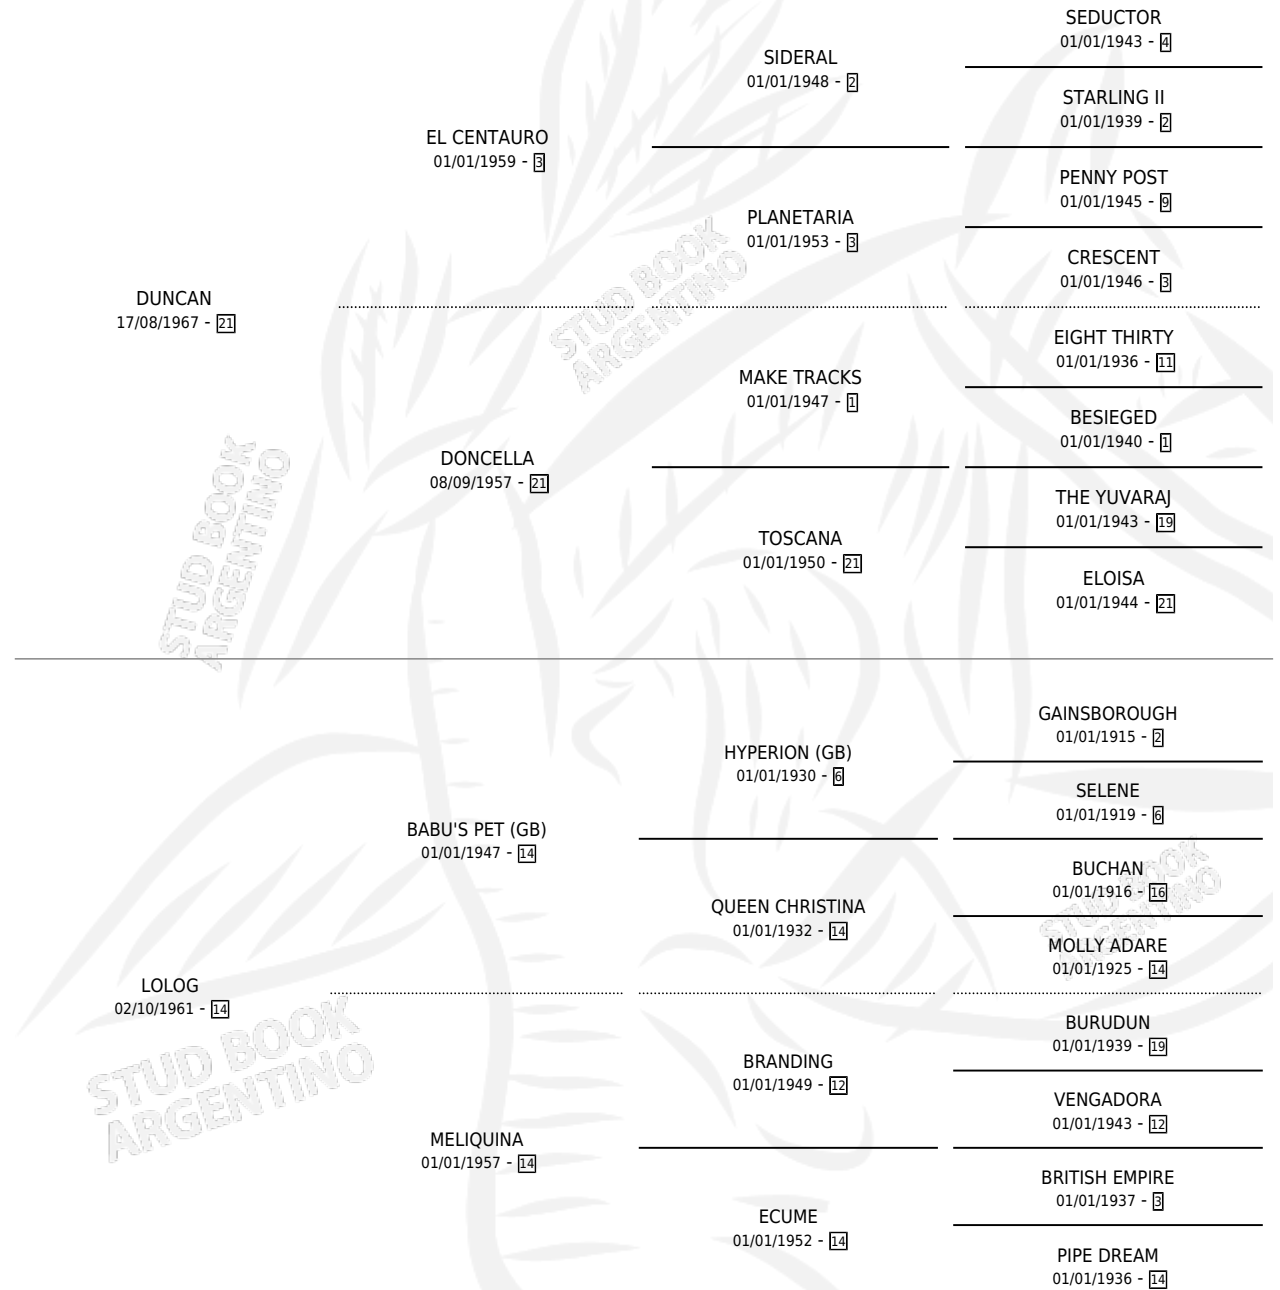 SEDUCTOR
01/01/1943 - 4
SIDERAL
01/01/1948 - 2
STARLING II
01/01/1939 - 2
EL CENTAURO
01/01/1959 - 3
PENNY POST
01/01/1945 - 9
PLANETARIA
01/01/1953 - 3
CRESCENT
01/01/1946 - 3
DUNCAN
17/08/1967 - 21
STUD BOOK
ARGENTINO
EIGHT THIRTY
01/01/1936 - 11
MAKE TRACKS
01/01/1947 - 1
BESIEGED
01/01/1940 - 1
DONCELLA
08/09/1957 - 21
THE YUVARAJ
01/01/1943 - 19
TOSCANA
01/01/1950 - 21
ELOISA
01/01/1944 - 21
STUD BOOK
ARGENTINO
GAINSBOROUGH
01/01/1915 - 2
HYPERION (GB)
01/01/1930 - 6
SELENE
01/01/1919 - 6
BABU'S PET (GB)
01/01/1947 - 14
BUCHAN
01/01/1916 - 16
QUEEN CHRISTINA
01/01/1932 - 14
STUD BOOK
ARGENTINO
MOLLY ADARE
01/01/1925 - 14
LOLOG
02/10/1961 - 14
BURUDUN
01/01/1939 - 19
BRANDING
01/01/1949 - 12
STUD BOOK
ARGENTINO
VENGADORA
01/01/1943 - 12
MELIQUINA
01/01/1957 - 14
BRITISH EMPIRE
01/01/1937 - 3
ECUME
01/01/1952 - 14
PIPE DREAM
01/01/1936 - 14